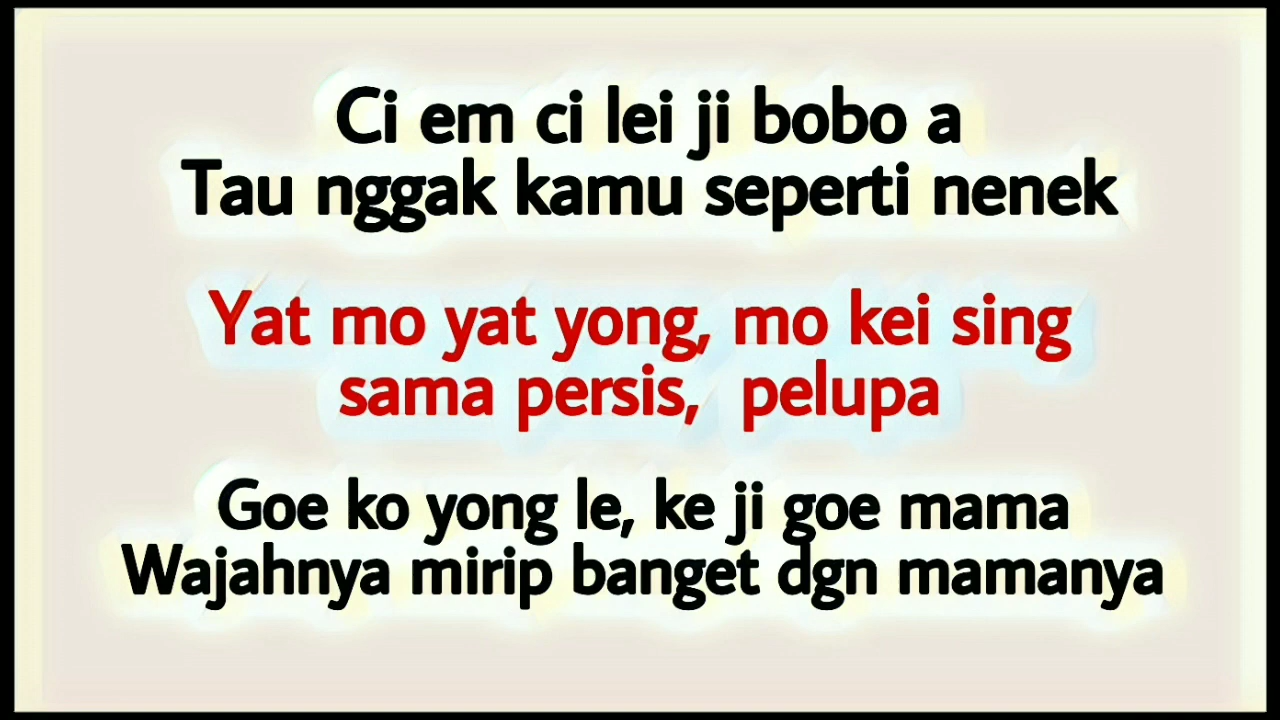 Ci em ci lei ji bobo a
Tau nggak kamu seperti nenek
Yat mo yat yong, mo kei sing
sama persis, pelupa
Goe ko yong le, ke ji goe mama
Wajahnya mirip banget dgn mamanya